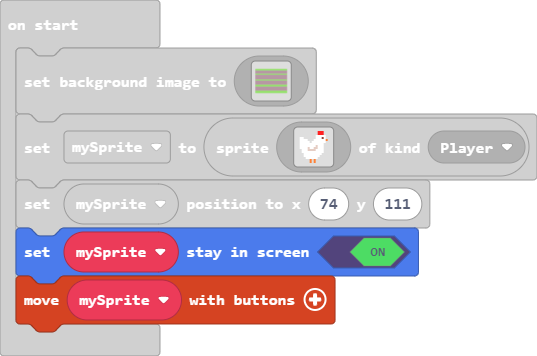 on start
set background image to
set mySprite to sprite of kind Player
set mySprite position to x 74 y 111
set mySprite stay in screen ON
move mySprite with buttons